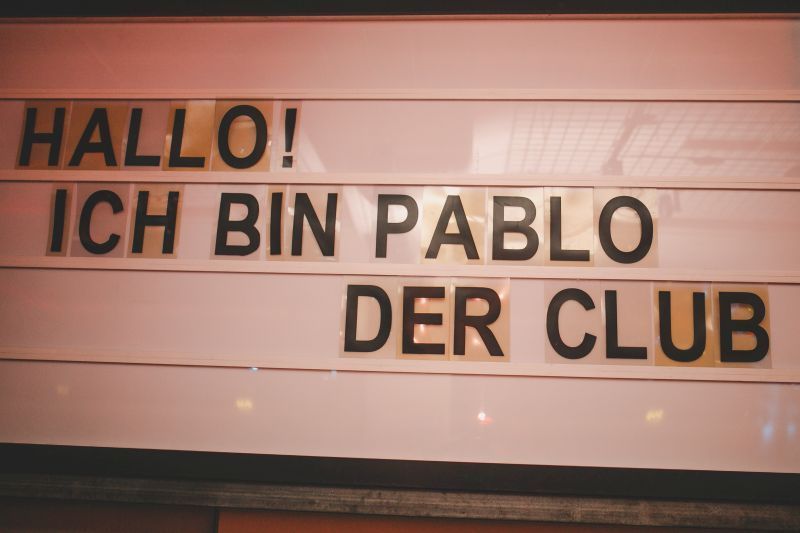 HALLO!
ICH BIN PABLO
DER CLUB